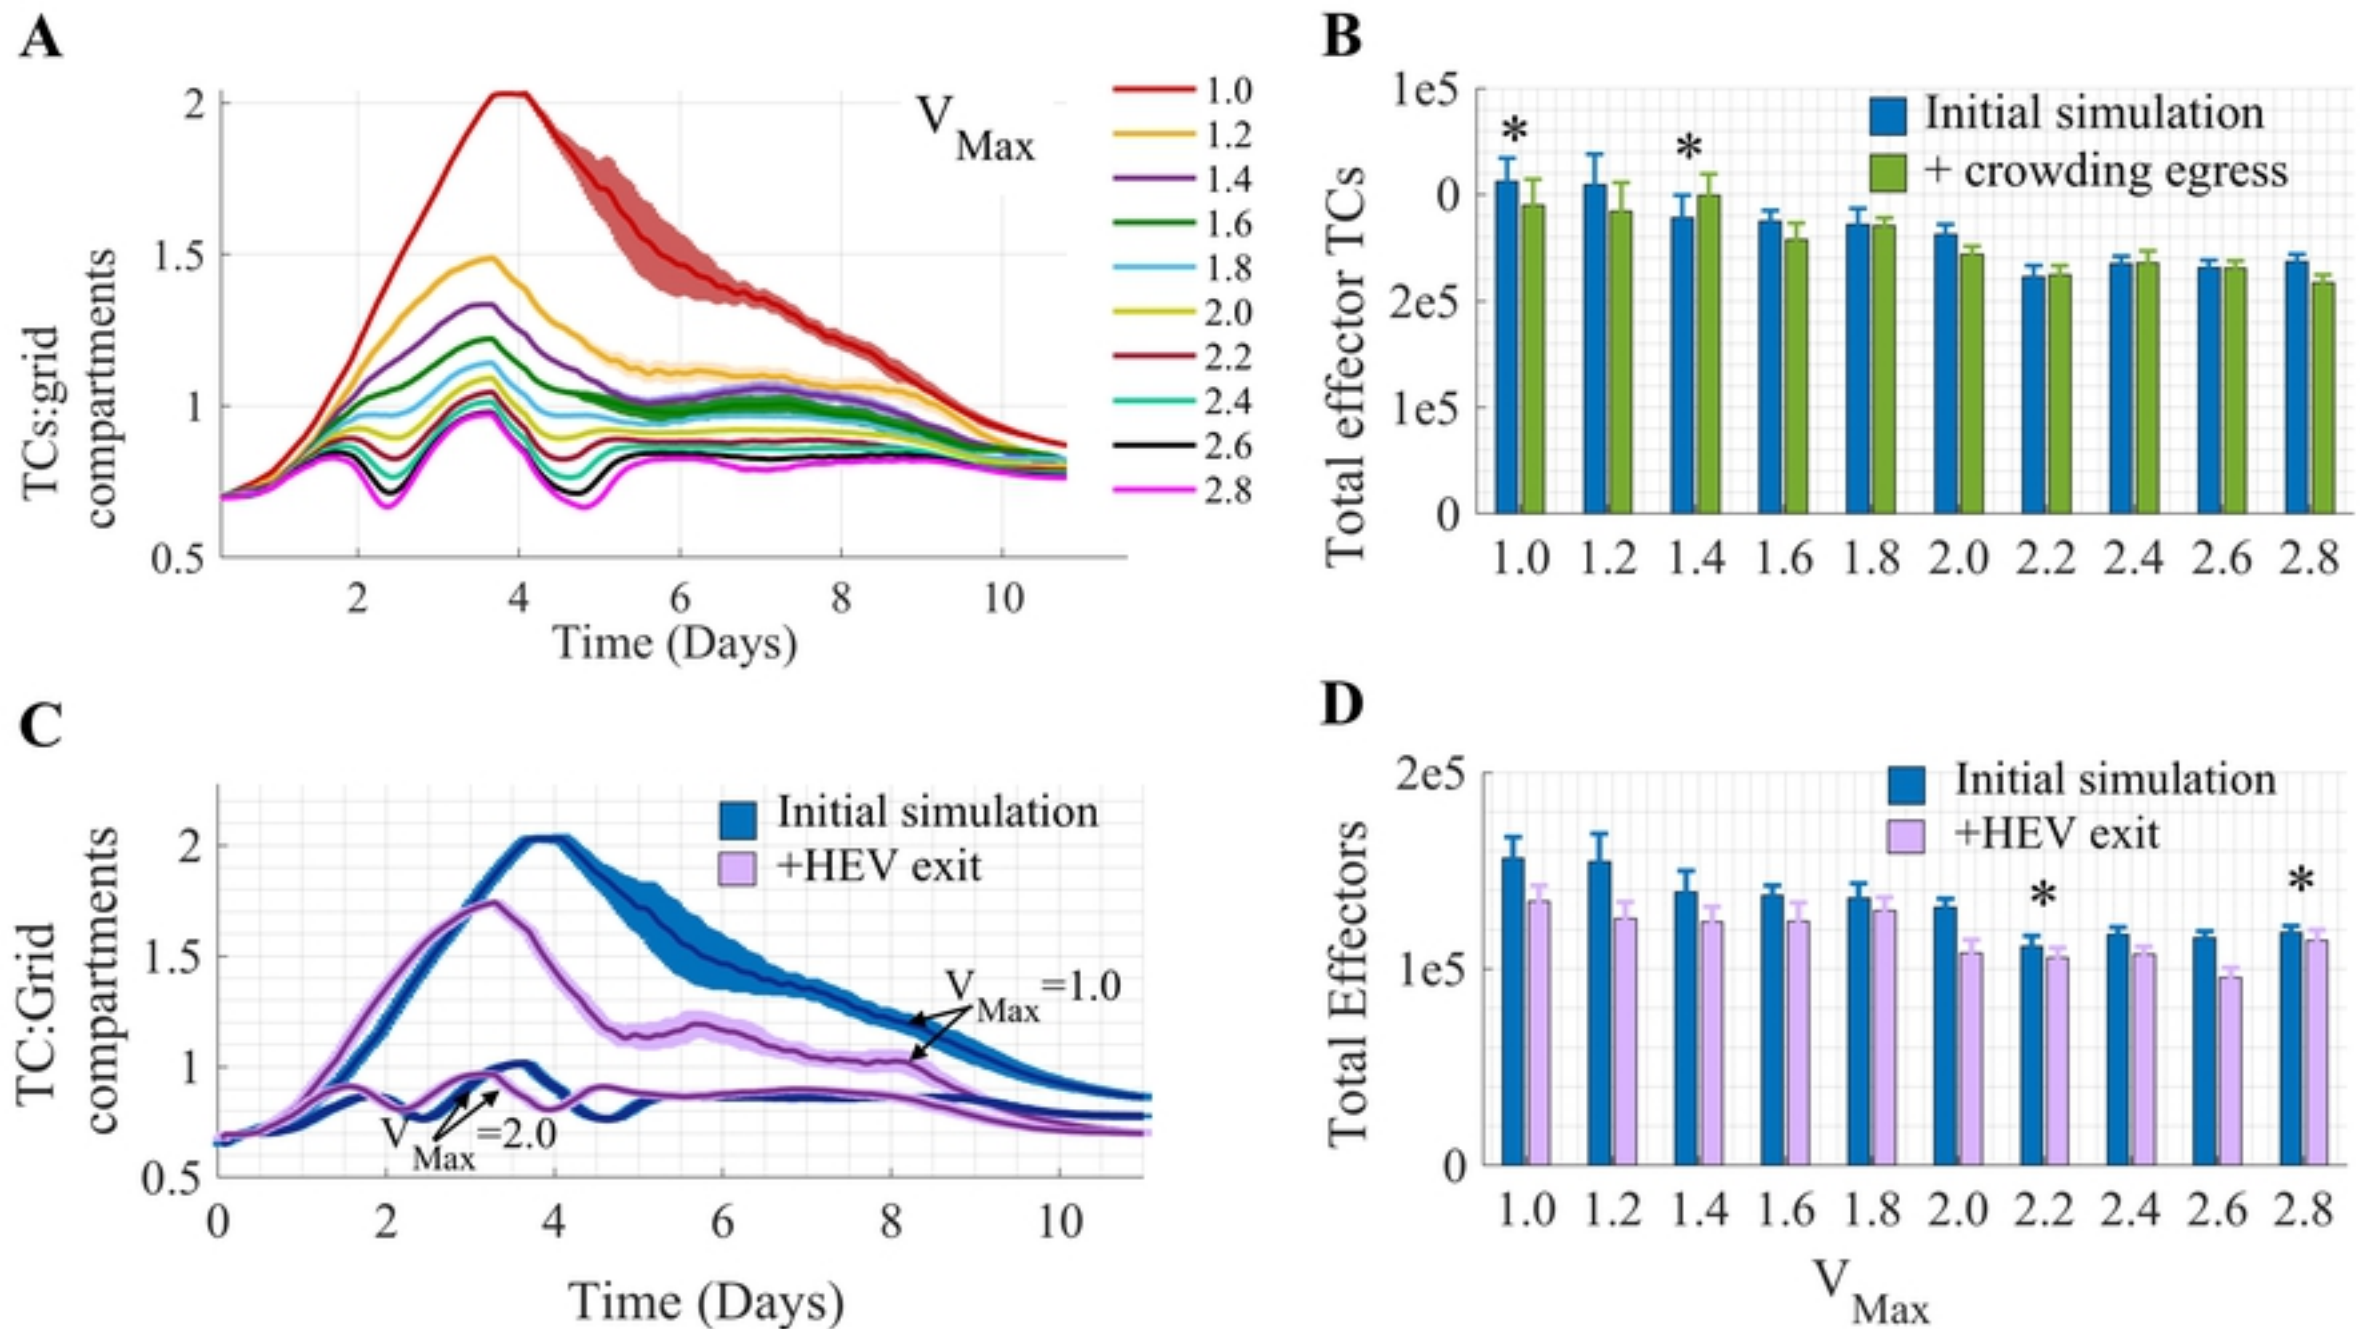 A
TCs:grid
compartments
2
1.5
1
0.5
2
4
6
8
10
Time (Days)
V
Max
1.0
1.2
1.4
1.6
1.8
2.0
2.2
2.4
2.6
2.8
B
Total effector TCs
1e5
0
2e5
1e5
0
Initial simulation
+ crowding egress
*
*
1.0
1.2
1.4
1.6
1.8
2.0
2.2
2.4
2.6
2.8
C
TC:Grid
compartments
2
1.5
1
0.5
0
2
4
6
8
10
Time (Days)
Initial simulation
+HEV exit
V
Max
=1.0
V
Max
=2.0
D
Total Effectors
2e5
1e5
0
Initial simulation
+HEV exit
*
*
1.0
1.2
1.4
1.6
1.8
2.0
2.2
2.4
2.6
2.8
V
Max